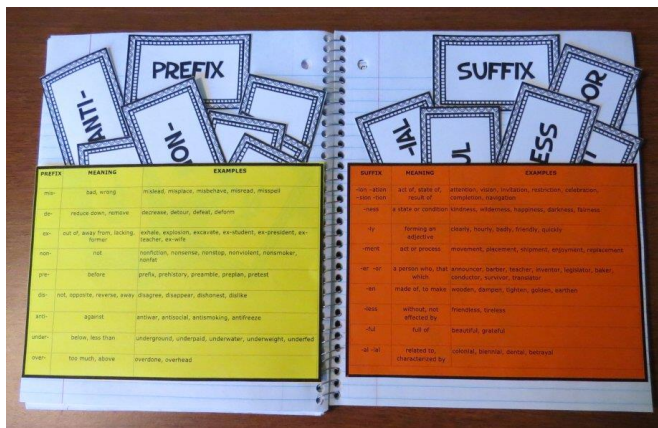 PREFIX
ANTI-
NON-
PREFIX MEANING EXAMPLES
mis- bad, wrong mislead, misplace, misbehave, misread, misspell
de- reduce down, remove decrease, detour, defeat, deform
ex- out of, away from, lacking, exhale, explosion, excavate, ex-student, ex-president, ex-
former teacher, ex-wife
non- not nonfiction, nonsense, nonstop, nonviolent, nonsmoker,
nonfat
pre- before prefix, prehistory, preamble, preplan, pretest
dis- not, opposite, reverse, away disagree, disappear, dishonest, dislike
anti- against antiwar, antisocial, antismoking, antifreeze
under- below, less than underground, underpaid, underwater, underweight, underfed
over- too much, above overdone, overhead
SUFFIX
OR
-IAL
UL
ESS
SUFFIX MEANING EXAMPLES
-ion -ation act of, state of, attention, vision, invitation, restriction, celebration,
-sion -tion result of completion, navigation
-ness a state or condition kindness, wilderness, happiness, darkness, fairness
-ly forming an clearly, hourly, badly, friendly, quickly
adjective
-ment act or process movement, placement, shipment, enjoyment, replacement
-er -or a person who, that announcer, barber, teacher, inventor, legislator, baker,
which conductor, survivor, translator
-en made of, to make wooden, dampen, tighten, golden, earthen
-less without, not friendless, tireless
affected by
-ful full of beautiful, grateful
-al -ial related to, colonial, biennial, dental, betrayal
characterized by